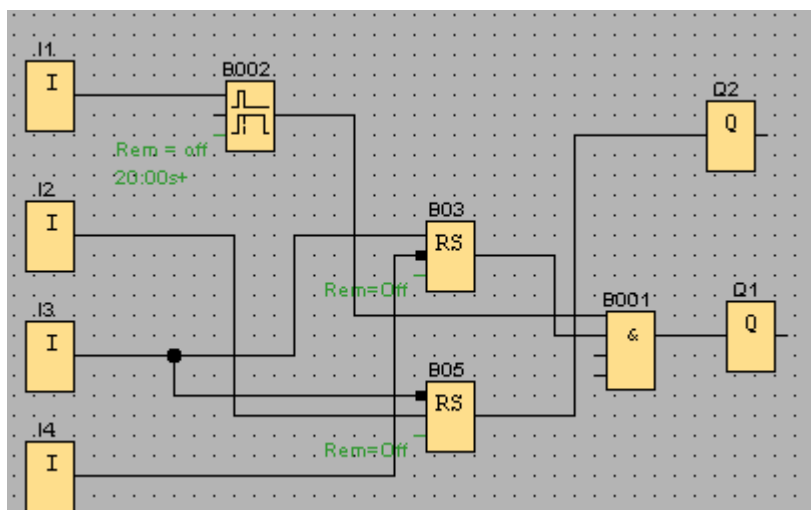 I1
I
B002
Q2
Q
Rem = off
20:00s+
I2
I
B03
RS
Rem=Off
B001
&
Q1
Q
I3
I
B05
RS
Rem=Off
I4
I